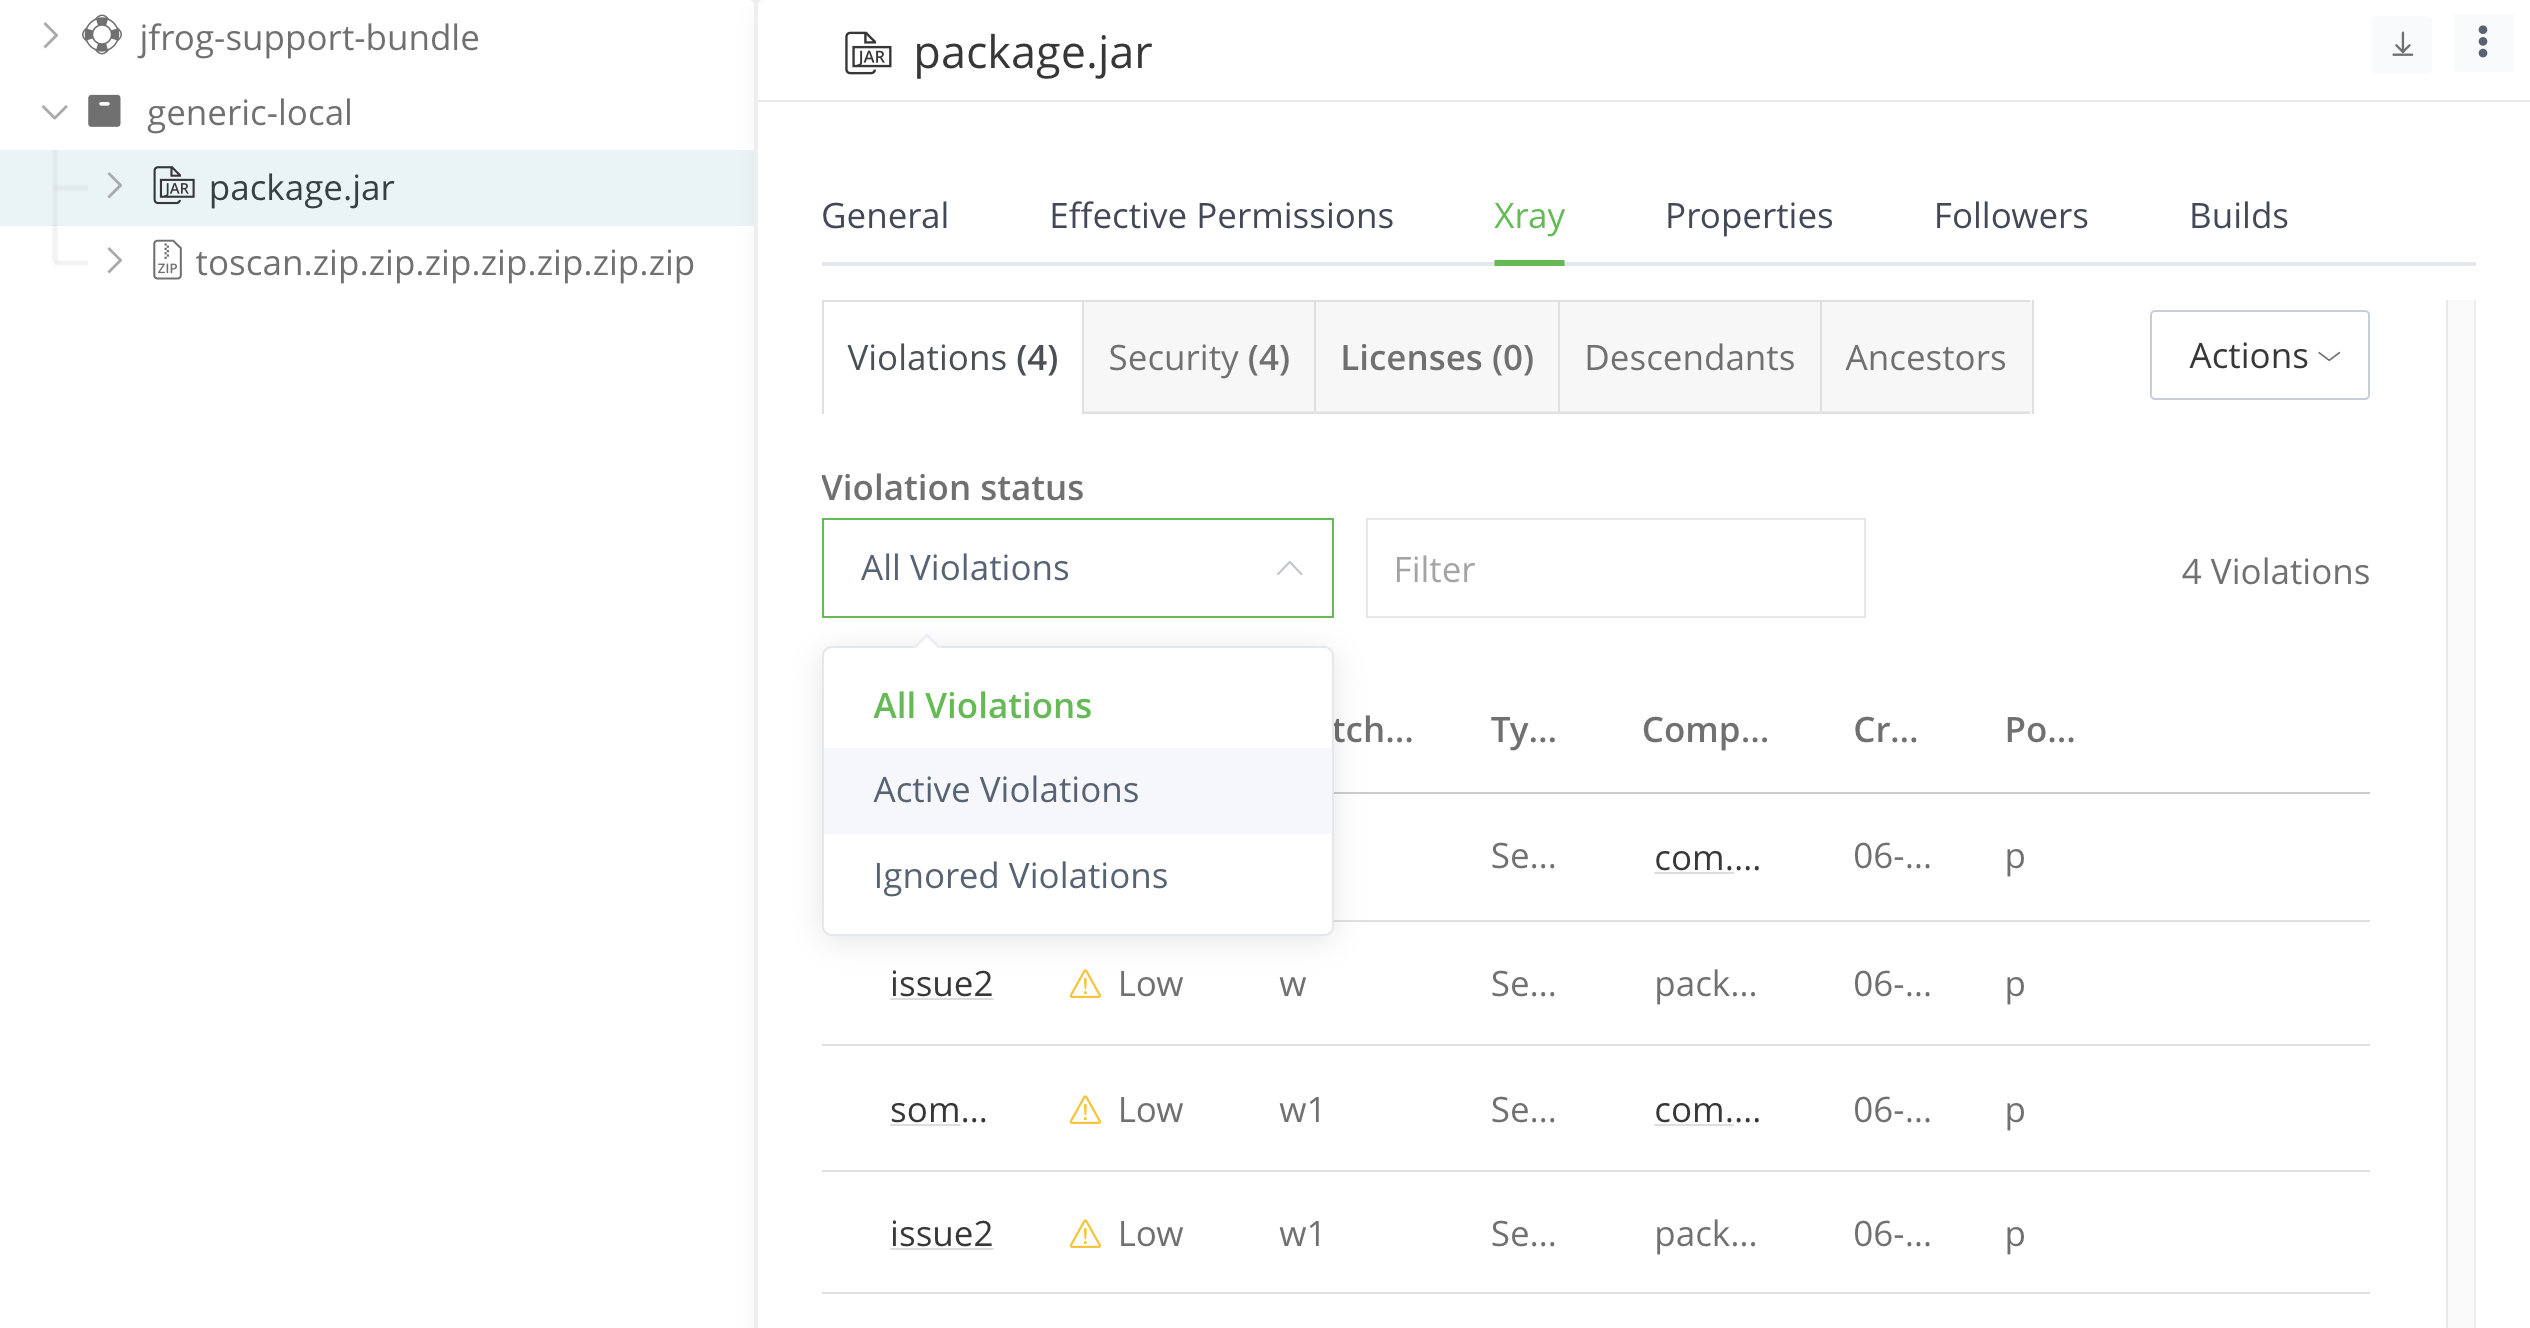 jfrog-support-bundle
generic-local
JAR package.jar
ZIP toscan.zip.zip.zip.zip.zip.zip.zip
JAR package.jar
General Effective Permissions Xray Properties Followers Builds
Violations (4) Security (4) Licenses (0) Descendants Ancestors Actions
Violation status
All Violations Filter 4 Violations
All Violations
Active Violations
Ignored Violations
tch... Ty... Comp... Cr... Po...
Se... com.... 06-... p
issue2 Low w Se... pack... 06-... p
som... Low w1 Se... com.... 06-... p
issue2 Low w1 Se... pack... 06-... p